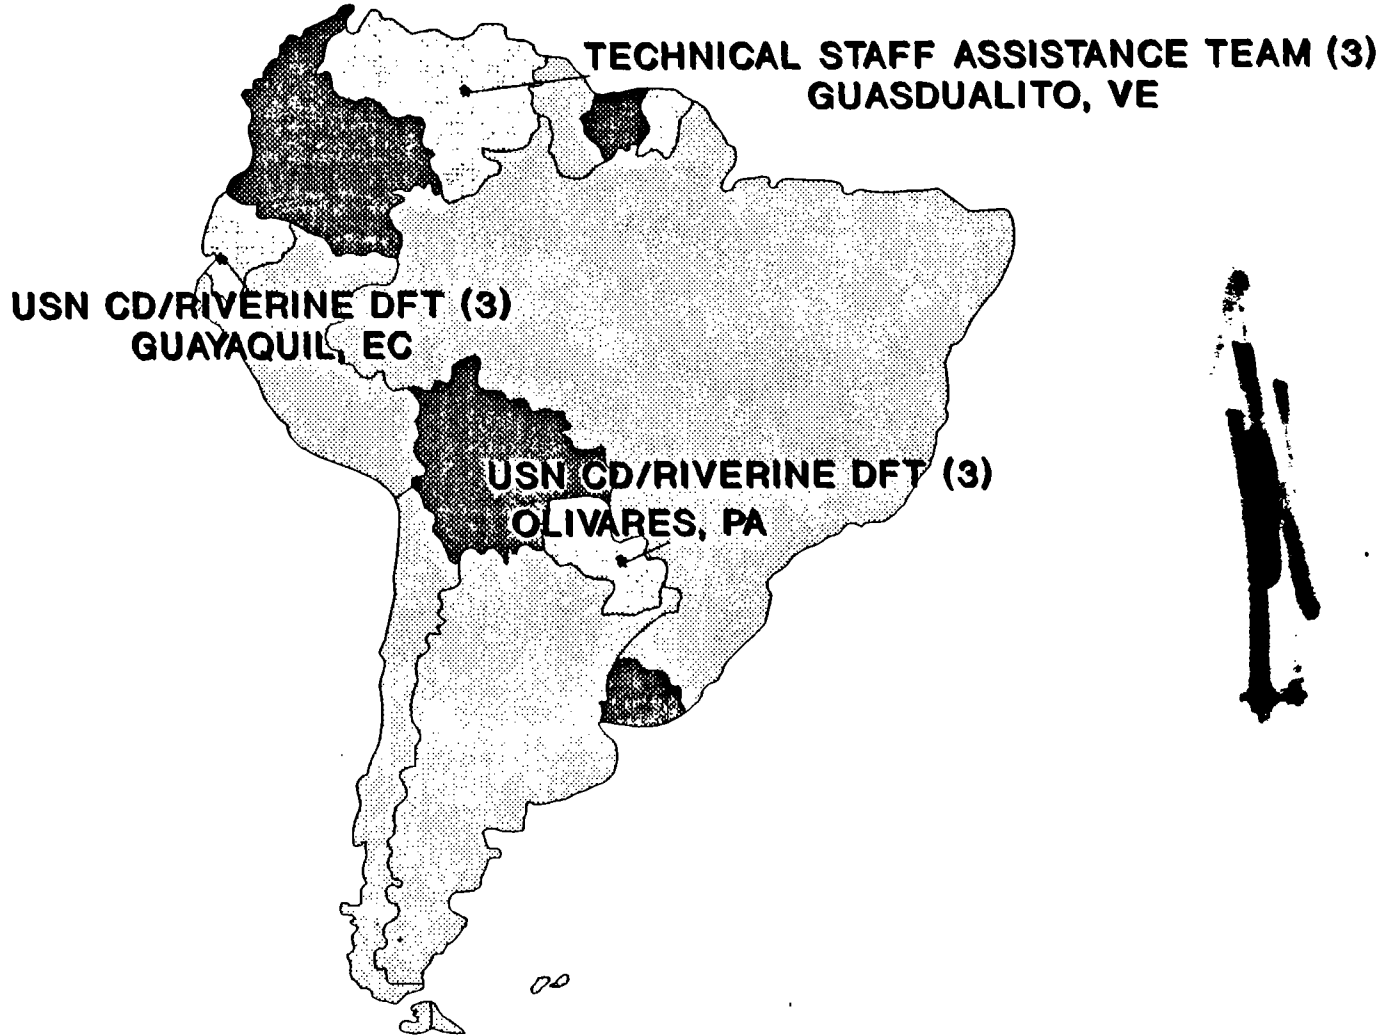 TECHNICAL STAFF ASSISTANCE TEAM (3)
GUASDUALITO, VE
USN CD/RIVERINE DFT (3)
GUAYAQUIL, EC
USN CD/RIVERINE DFT (3)
OLIVARES, PA